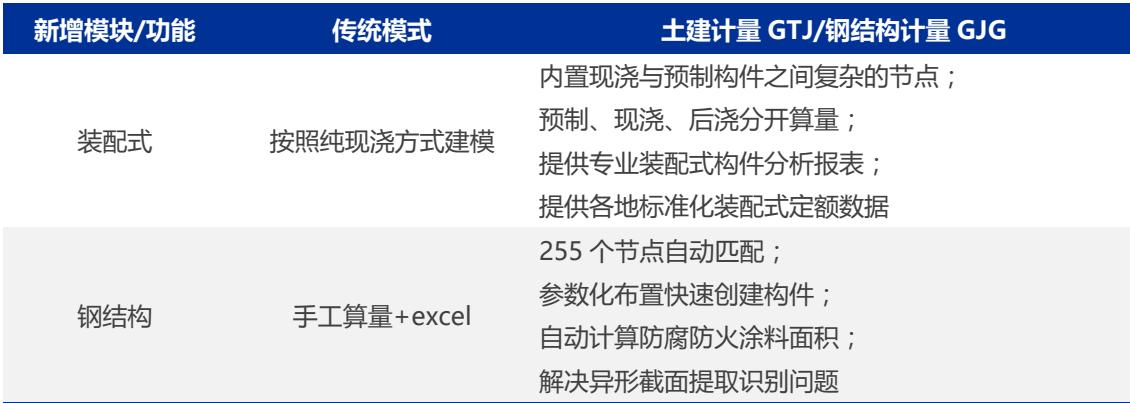 新增模块/功能 传统模式 土建计量 GTJ/钢结构计量 GJG
内置现浇与预制构件之间复杂的节点；
预制、现浇、后浇分开算量；
装配式 按照纯现浇方式建模
提供专业装配式构件分析报表；
提供各地标准化装配式定额数据
255 个节点自动匹配；
参数化布置快速创建构件；
钢结构 手工算量+excel
自动计算防腐防火涂料面积；
解决异形截面提取识别问题